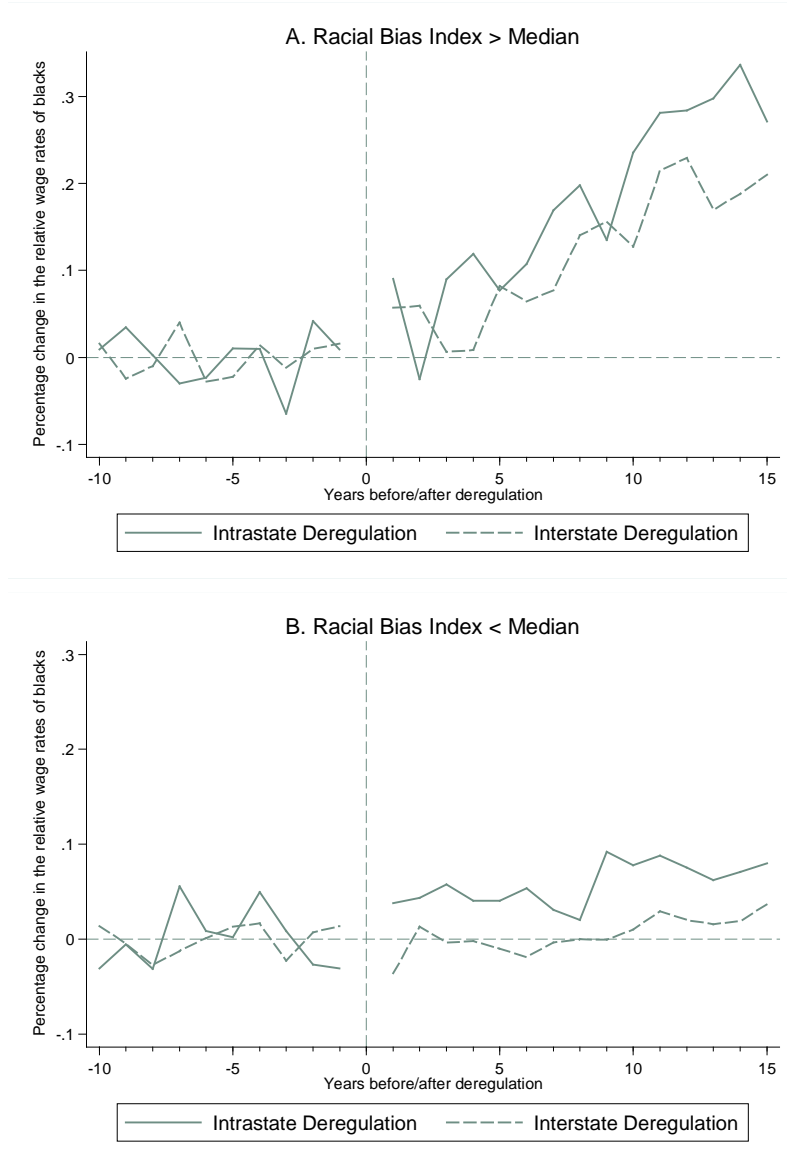 A. Racial Bias Index > Median
Percentage change in the relative wage rates of blacks
.3
.2
.1
0
-.1
-10
-5
0
5
10
15
Years before/after deregulation
Intrastate Deregulation
Interstate Deregulation
B. Racial Bias Index < Median
Percentage change in the relative wage rates of blacks
.3
.2
.1
0
-.1
-10
-5
0
5
10
15
Years before/after deregulation
Intrastate Deregulation
Interstate Deregulation